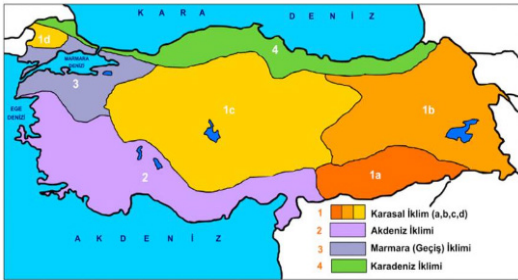 KARA DENİZ
1d
MARMARA
DENİZİ
4
3
EGE
DENİZİ
1c
1b
2
1a
AKDENİZ
1 Karasal İklim (a,b,c,d)
2 Akdeniz İklimi
3 Marmara (Geçiş) İklimi
4 Karadeniz İklimi